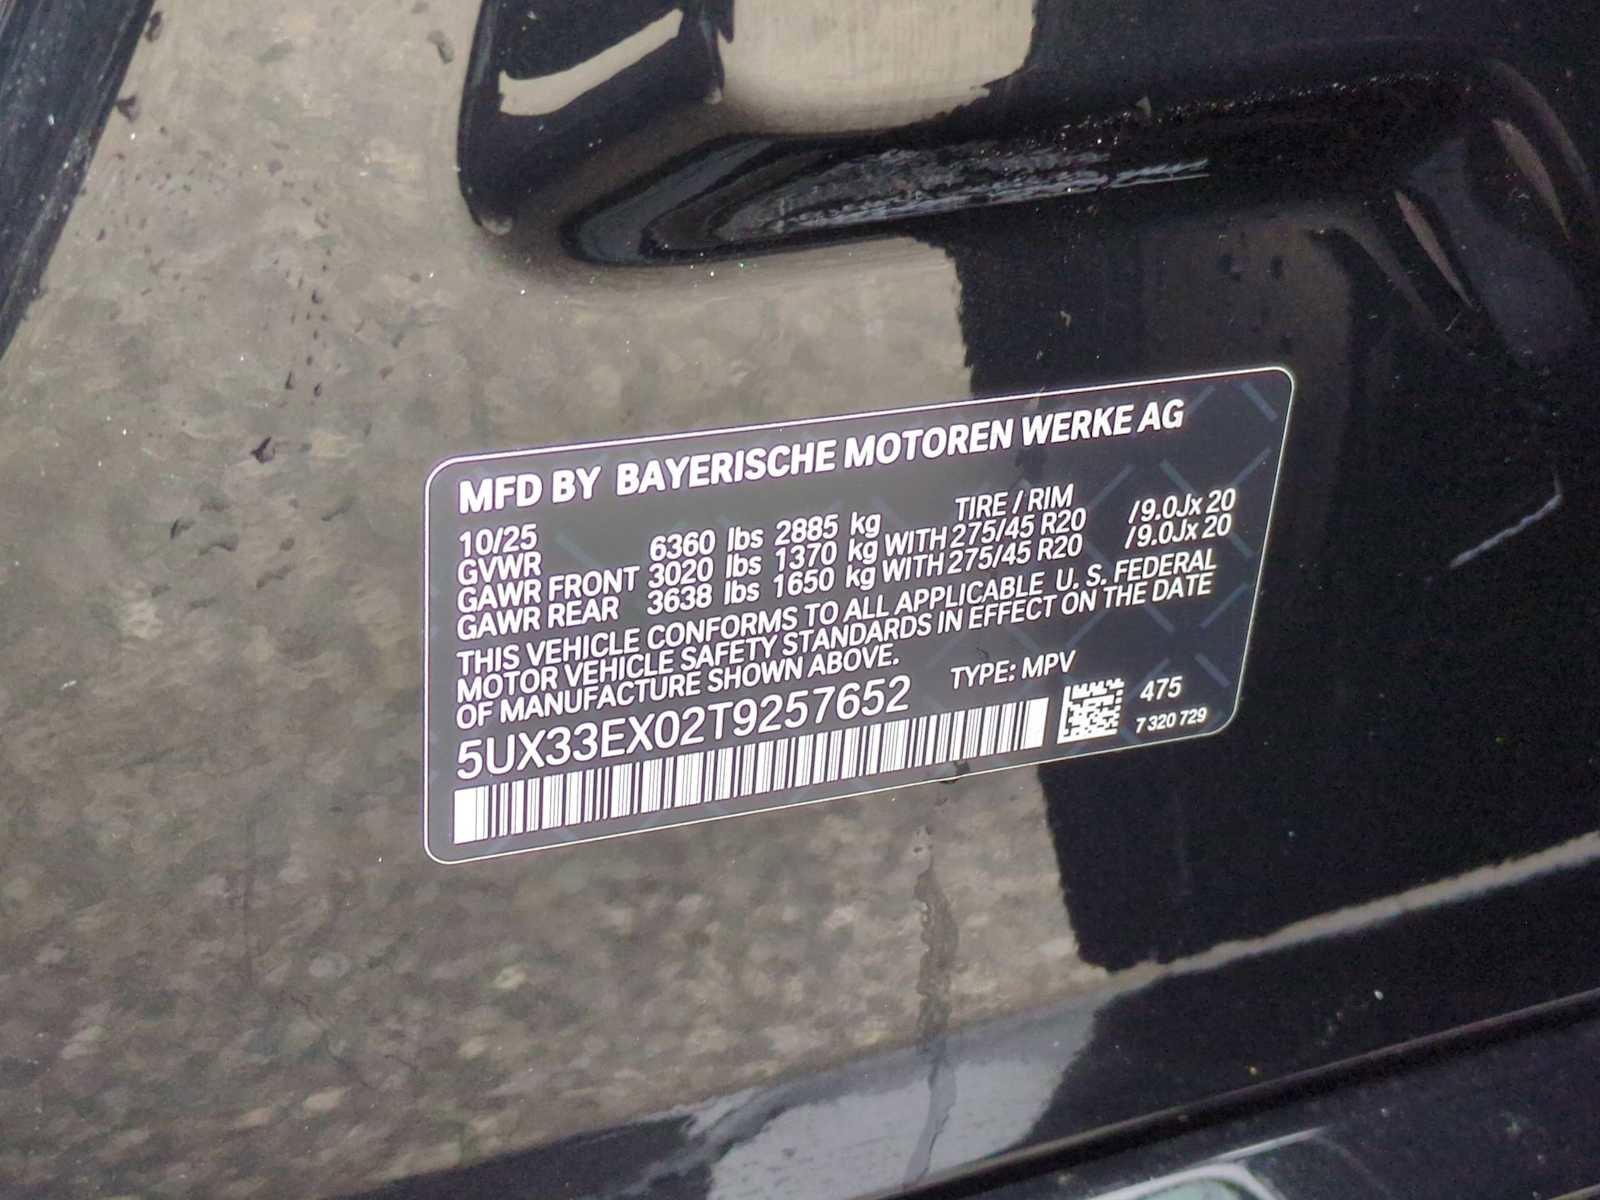 MFD BY BAYERISCHE MOTOREN WERKE AG
10/25 TIRE / RIM
GVWR 6360 lbs 2885 kg
GAWR FRONT 3020 lbs 1370 kg WITH 275/45 R20 /9.0Jx 20
GAWR REAR 3638 lbs 1650 kg WITH 275/45 R20 /9.0Jx 20
THIS VEHICLE CONFORMS TO ALL APPLICABLE U. S. FEDERAL
MOTOR VEHICLE SAFETY STANDARDS IN EFFECT ON THE DATE
OF MANUFACTURE SHOWN ABOVE.
TYPE: MPV
5UX33EX02T9257652
475
7 320 729